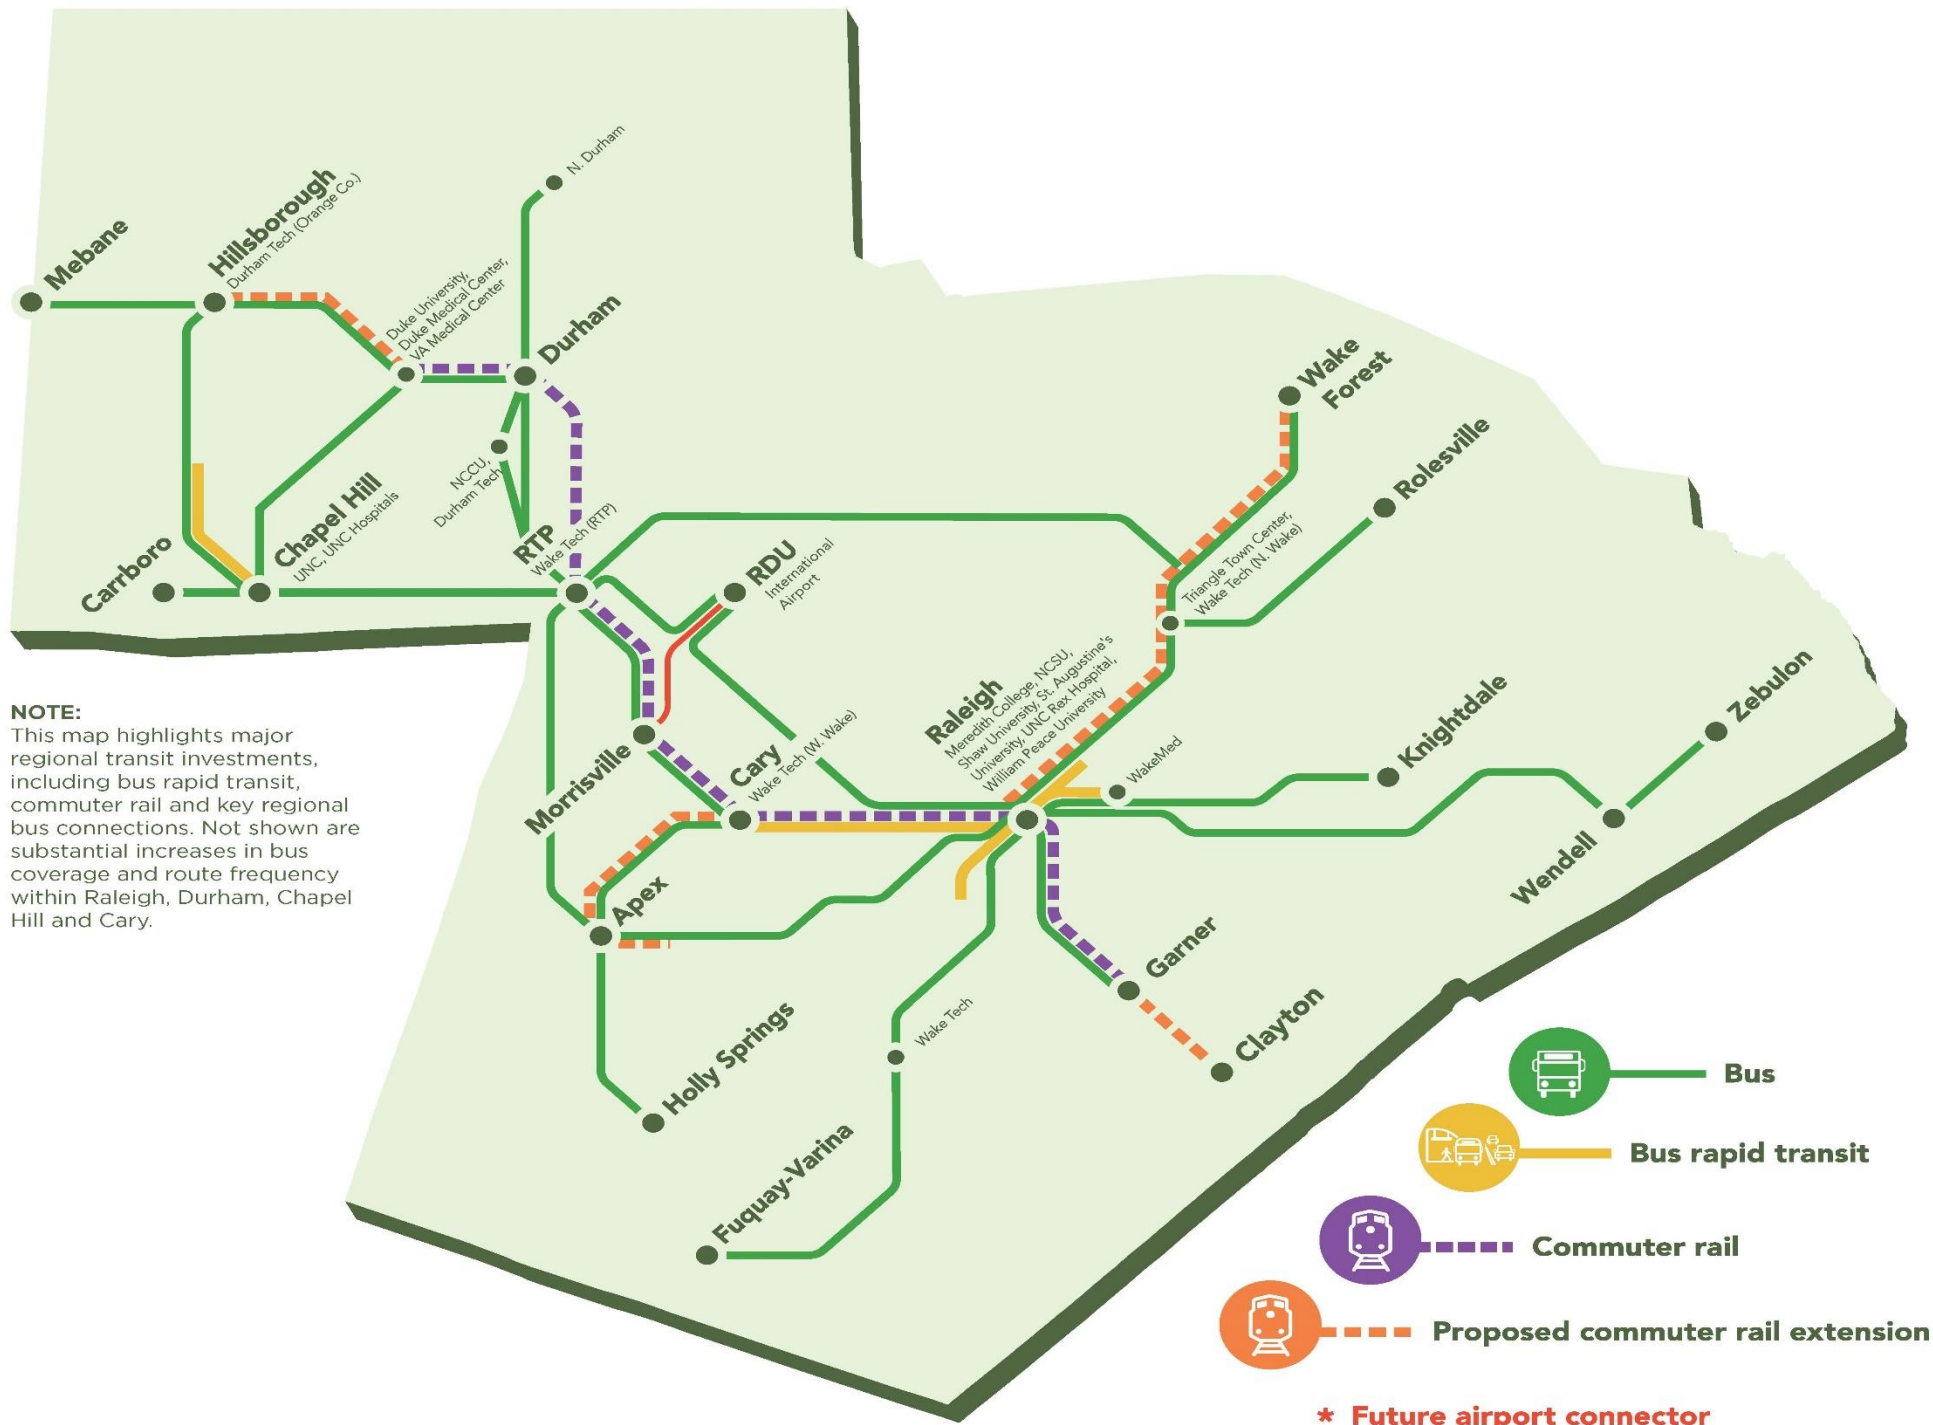 N. Durham
Mebane
Hillsborough
Durham Tech (Orange Co.)
Duke University,
Duke Medical Center,
VA Medical Center
Durham
NCCU,
Durham Tech
Carrboro
Chapel Hill
UNC, UNC Hospitals
RTP
Wake Tech (RTP)
RDU
International
Airport
Wake
Forest
Rolesville
Triangle Town Center,
Wake Tech (N. Wake)
Raleigh
Meredith College, NCSU,
Shaw University, St. Augustine's
University, UNC Rex Hospital,
William Peace University
WakeMed
Knightdale
Zebulon
Wendell
Morrisville
Cary
Wake Tech (W. Wake)
Apex
Garner
Clayton
Wake Tech
Holly Springs
Fuquay-Varina
NOTE:
This map highlights major
regional transit investments,
including bus rapid transit,
commuter rail and key regional
bus connections. Not shown are
substantial increases in bus
coverage and route frequency
within Raleigh, Durham, Chapel
Hill and Cary.
Bus
Bus rapid transit
Commuter rail
Proposed commuter rail extension
* Future airport connector